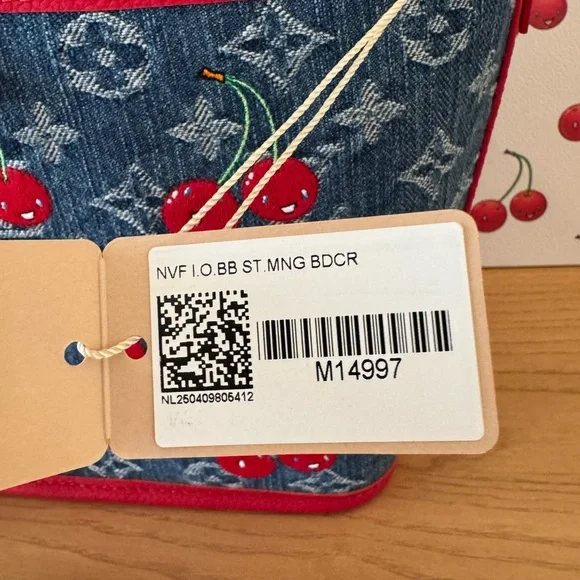 NVF I.O.BB ST.MNG BDCR
M14997
NL250409805412